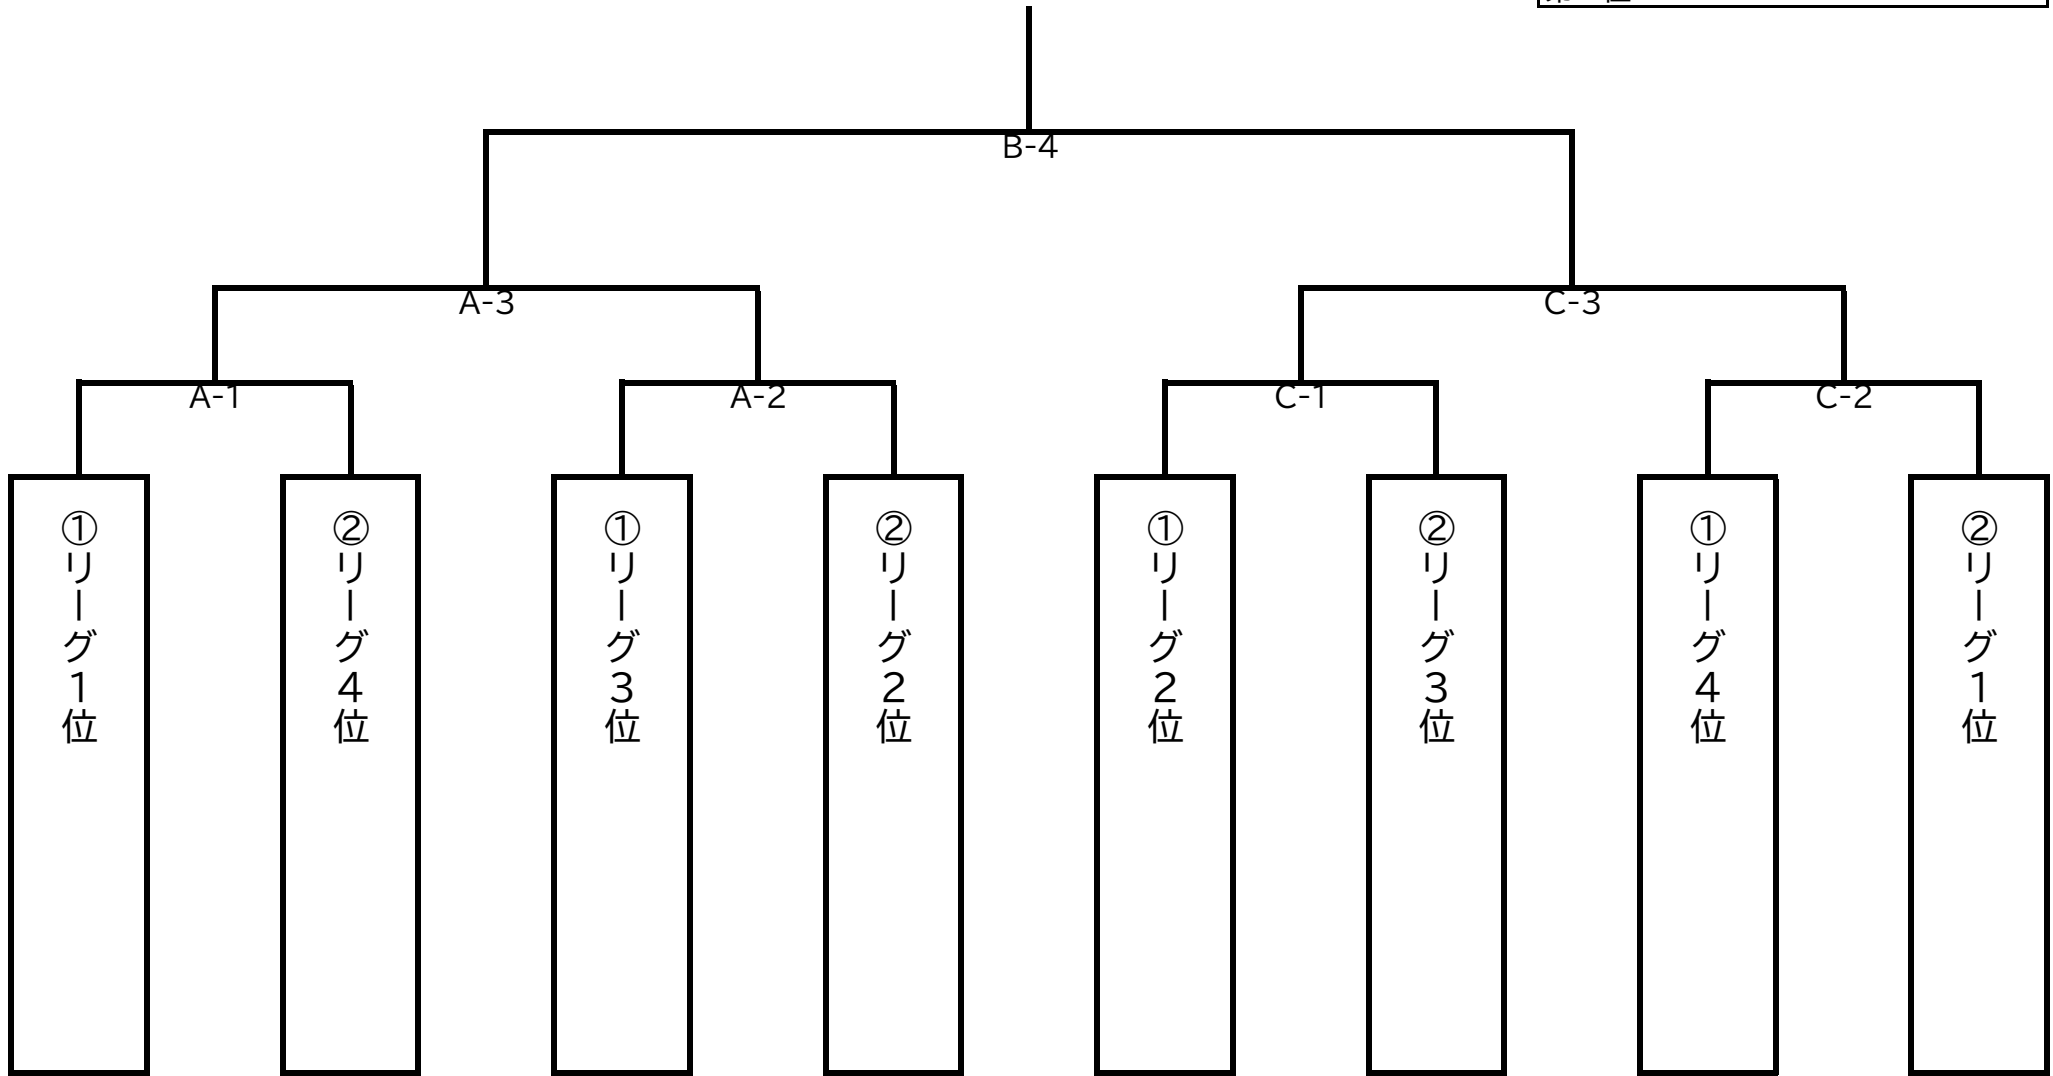 B-4
A-3
C-3
A-1
A-2
C-1
C-2
①リーグ1位
②リーグ4位
①リーグ3位
②リーグ2位
①リーグ2位
②リーグ3位
①リーグ4位
②リーグ1位